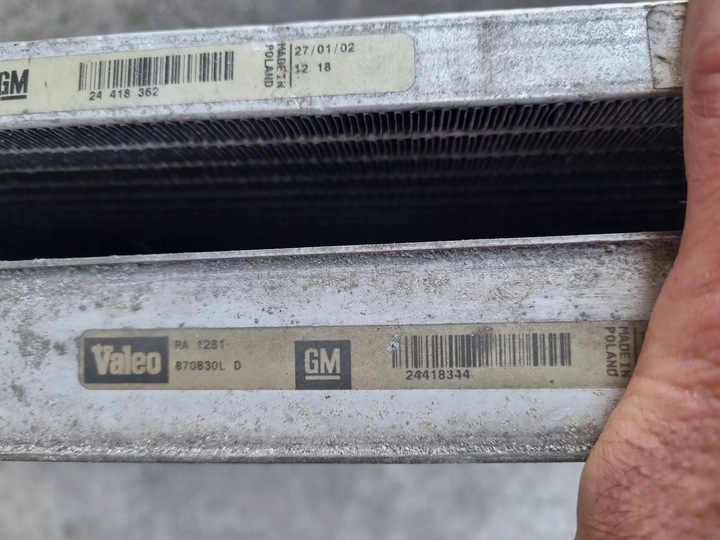 GM
24 418 362
MADE IN
POLAND
27/01/02
12 18
Valeo
RA 1281
870830L D
GM
24418344
MADE IN
POLAND